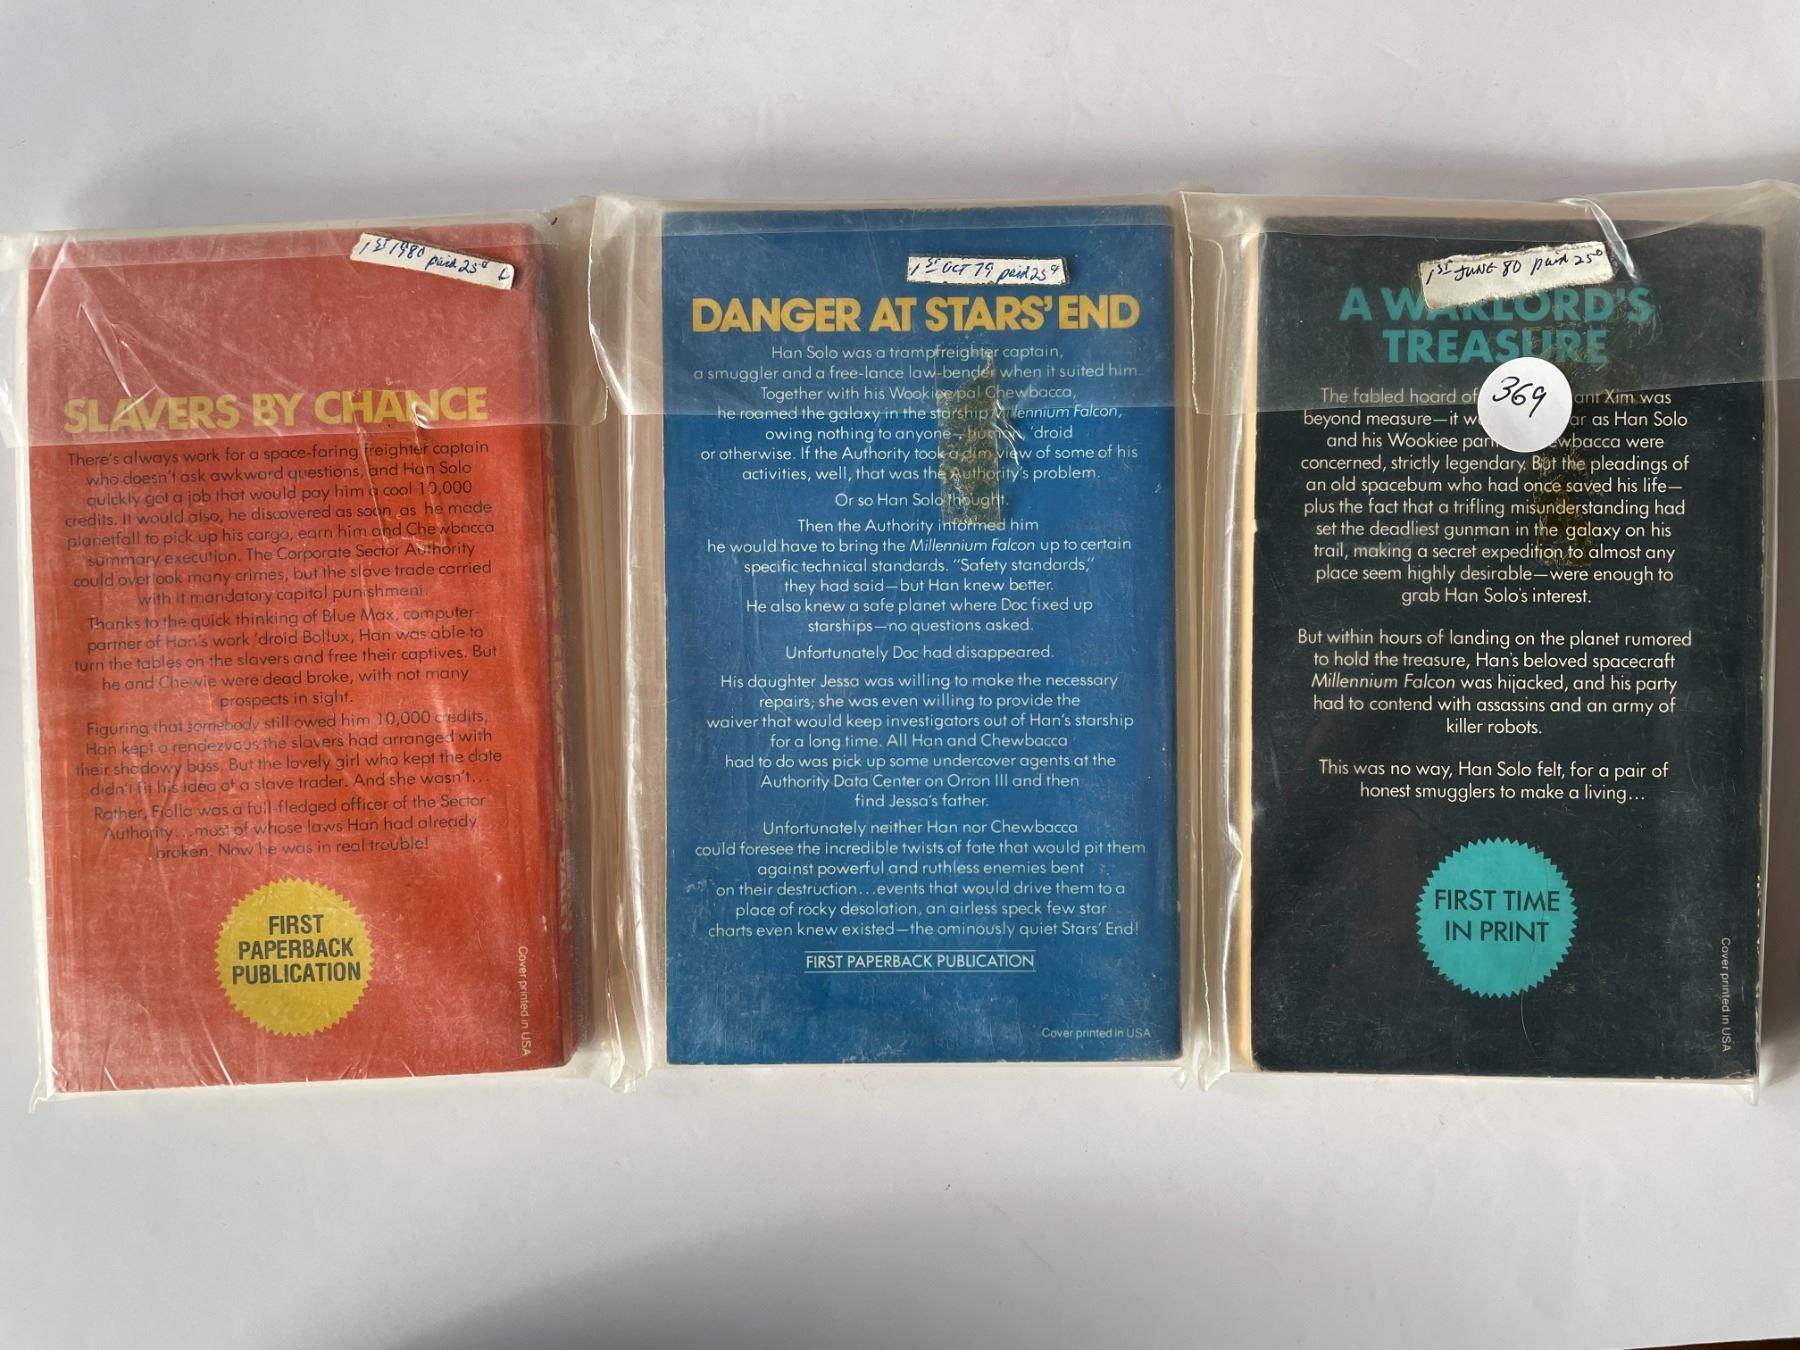 1ST 1980 paid 25¢
SLAVERS BY CHANCE
There's always work for a space-faring freighter captain
who doesn't ask awkward questions, and Han Solo
quickly got a job that would pay him a cool 10,000
credits. It would also, he discovered as soon as he made
planetfall to pick up his cargo, earn him and Chewbacca
summary execution. The Corporate Sector Authority
could overlook many crimes, but the slave trade carried
with it mandatory capital punishment.
Thanks to the quick thinking of Blue Max, computer-
partner of Han's work 'droid Bollux, Han was able to
turn the tables on the slavers and free their captives. But
he and Chewie were dead broke, with not many
prospects in sight.
Figuring that somebody still owed him 10,000 credits,
Han kept a rendezvous the slavers had arranged with
their shadowy boss. But the lovely girl who kept the date
didn't fit his idea of a slave trader. And she wasn't...
Rather, Fiolla was a full-fledged officer of the Sector
Authority...most of whose laws Han had already
broken. Now he was in real trouble!
FIRST
PAPERBACK
PUBLICATION
Cover printed in USA
1ST OCT 79 paid 25¢
DANGER AT STARS' END
Han Solo was a tramp freighter captain,
a smuggler and a free-lance law-bender when it suited him.
Together with his Wookiee pal Chewbacca,
he roamed the galaxy in the starship Millennium Falcon,
owing nothing to anyone—human, 'droid
or otherwise. If the Authority took a dim view of some of his
activities, well, that was the Authority's problem.
Or so Han Solo thought.
Then the Authority informed him
he would have to bring the Millennium Falcon up to certain
specific technical standards. "Safety standards,"
they had said—but Han knew better.
He also knew a safe planet where Doc fixed up
starships—no questions asked.
Unfortunately Doc had disappeared.
His daughter Jessa was willing to make the necessary
repairs; she was even willing to provide the
waiver that would keep investigators out of Han's starship
for a long time. All Han and Chewbacca
had to do was pick up some undercover agents at the
Authority Data Center on Orron III and then
find Jessa's father.
Unfortunately neither Han nor Chewbacca
could foresee the incredible twists of fate that would pit them
against powerful and ruthless enemies bent
on their destruction...events that would drive them to a
place of rocky desolation, an airless speck few star
charts even knew existed—the ominously quiet Stars' End!
FIRST PAPERBACK PUBLICATION
Cover printed in USA
1ST JUNE 80 paid 25¢
A WARLORD'S
TREASURE
369
The fabled hoard of ant Xim was
beyond measure—it w ar as Han Solo
and his Wookiee par ewbacca were
concerned, strictly legendary. But the pleadings of
an old spacebum who had once saved his life—
plus the fact that a trifling misunderstanding had
set the deadliest gunman in the galaxy on his
trail, making a secret expedition to almost any
place seem highly desirable—were enough to
grab Han Solo's interest.
But within hours of landing on the planet rumored
to hold the treasure, Han's beloved spacecraft
Millennium Falcon was hijacked, and his party
had to contend with assassins and an army of
killer robots.
This was no way, Han Solo felt, for a pair of
honest smugglers to make a living...
FIRST TIME
IN PRINT
Cover printed in USA